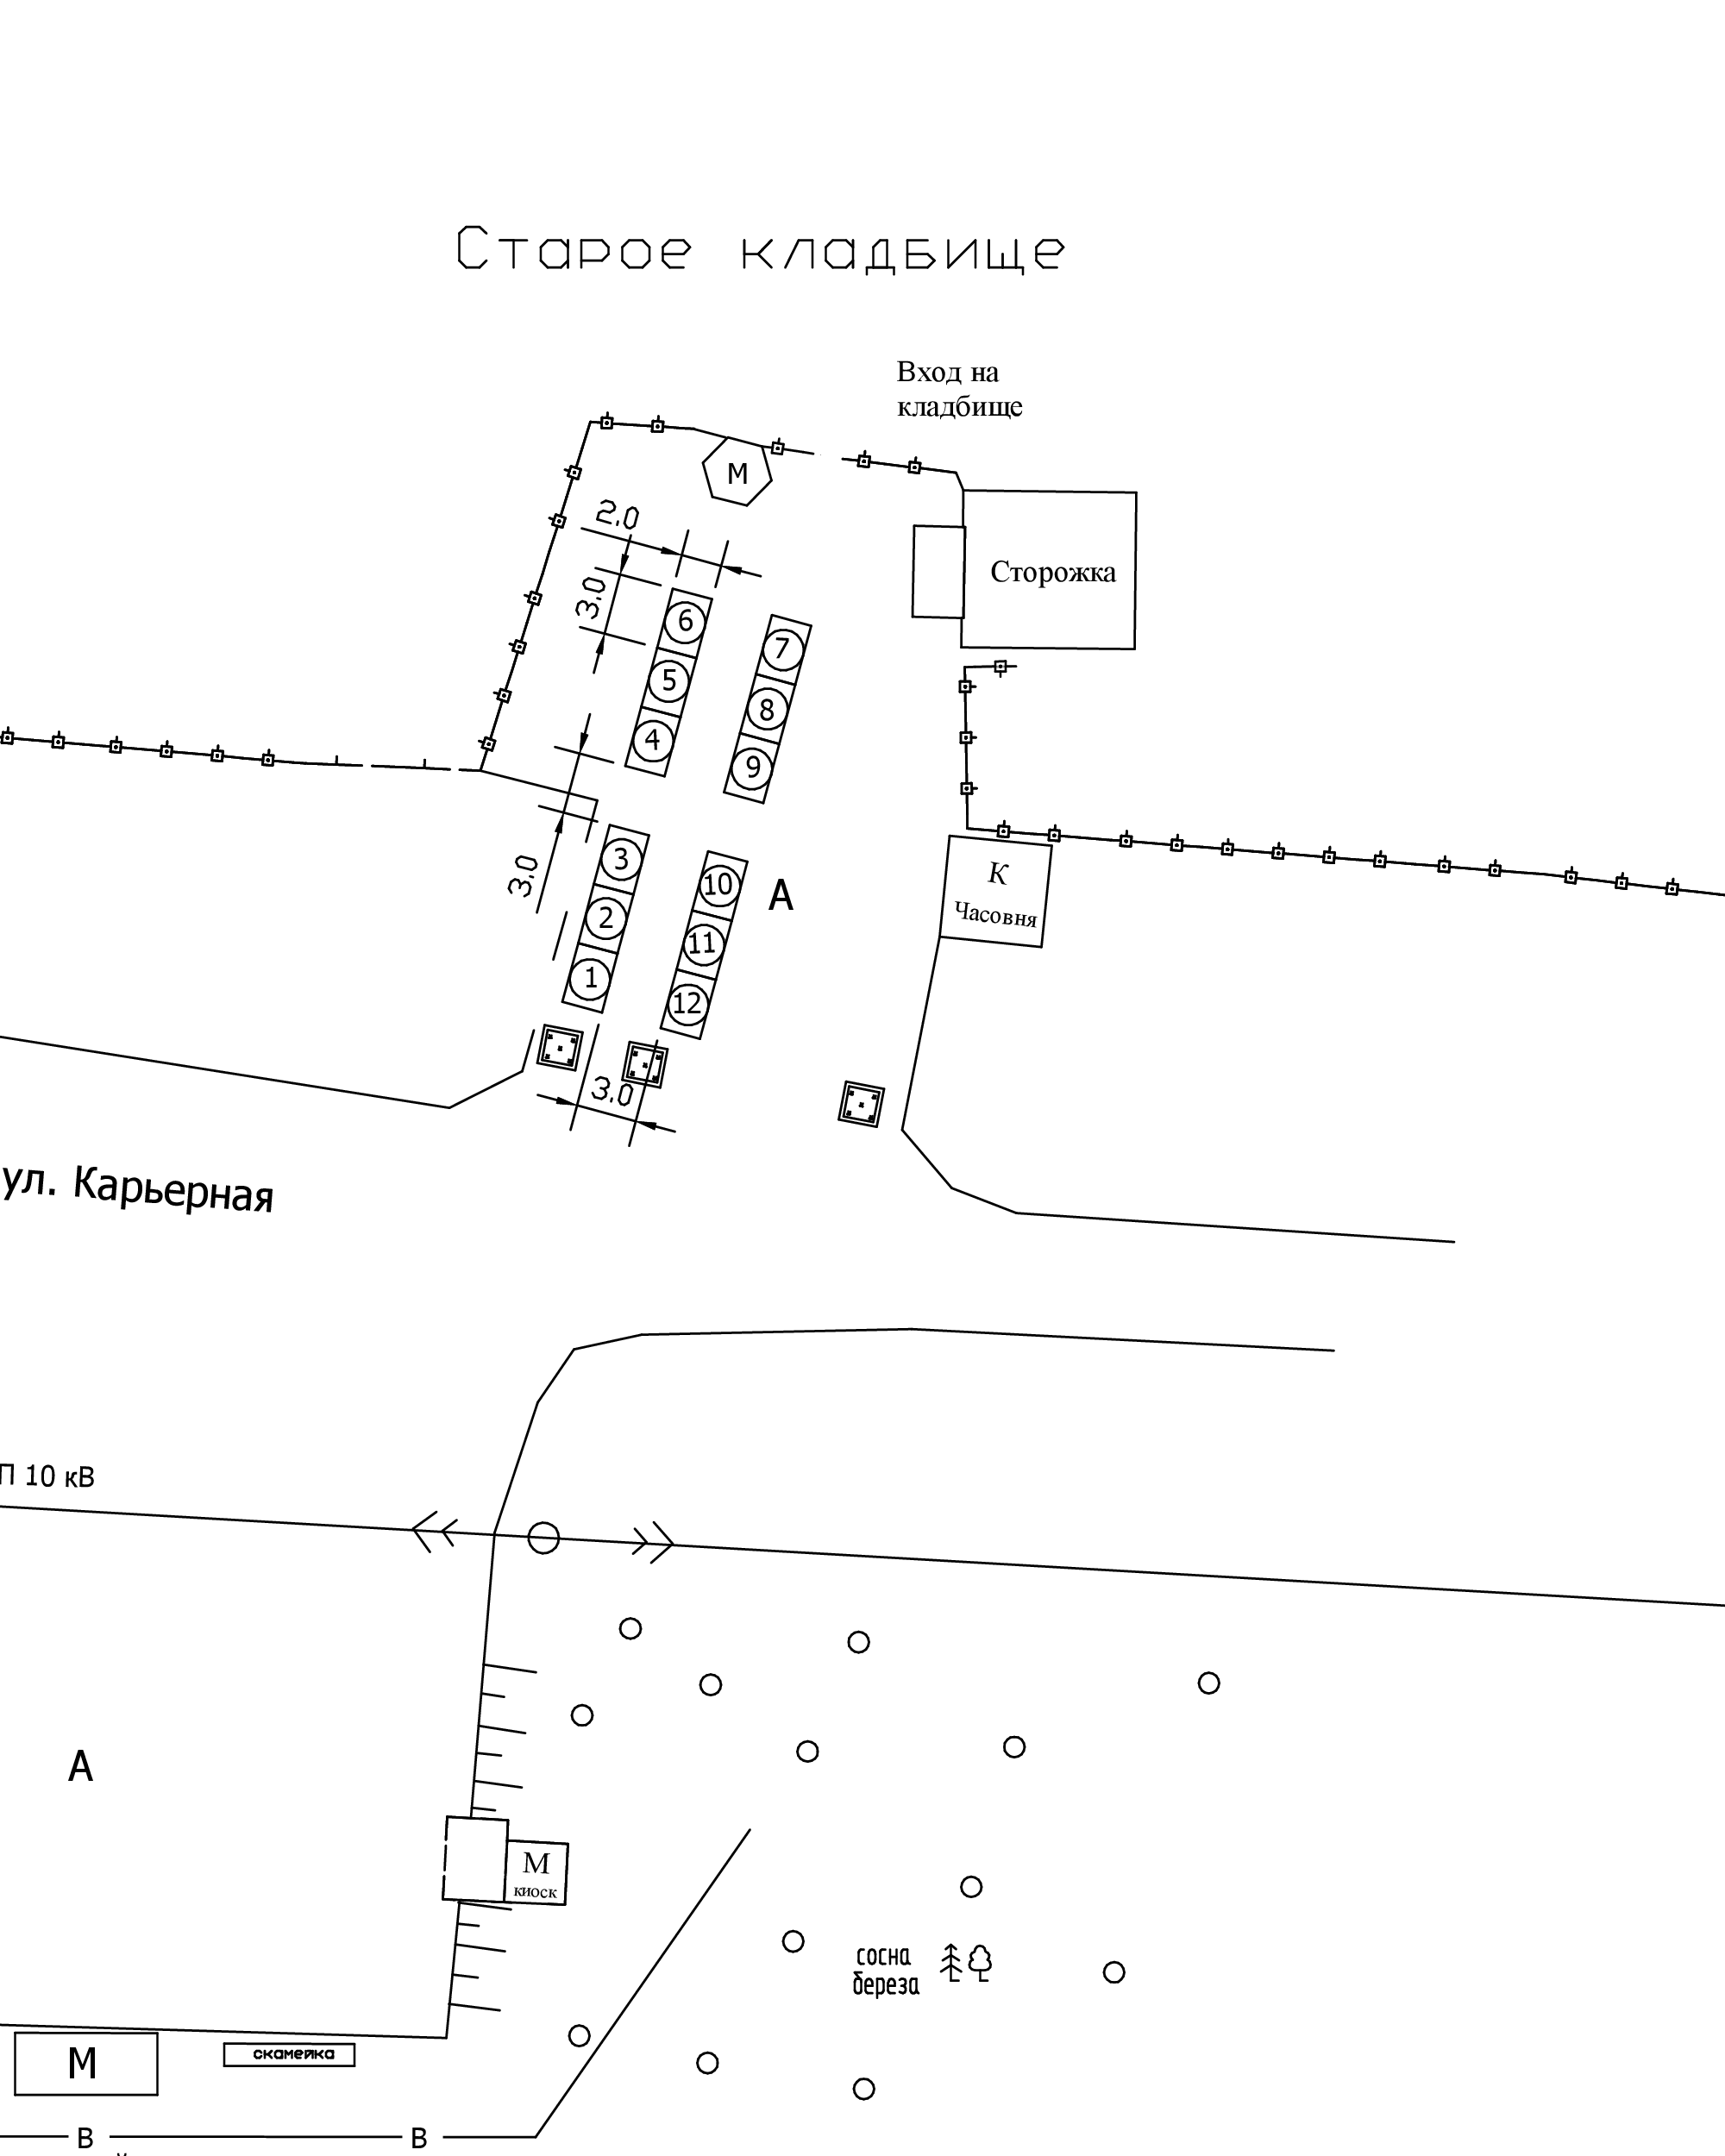 Старое кладбище
Вход на
кладбище
М
2.0
Сторожка
3.0
6
7
5
8
4
9
3.0
3
10
А
К
Часовня
2
11
1
12
3.0
ул. Карьерная
П 10 кВ
А
М
киоск
сосна
береза
М
скамейка
В
В